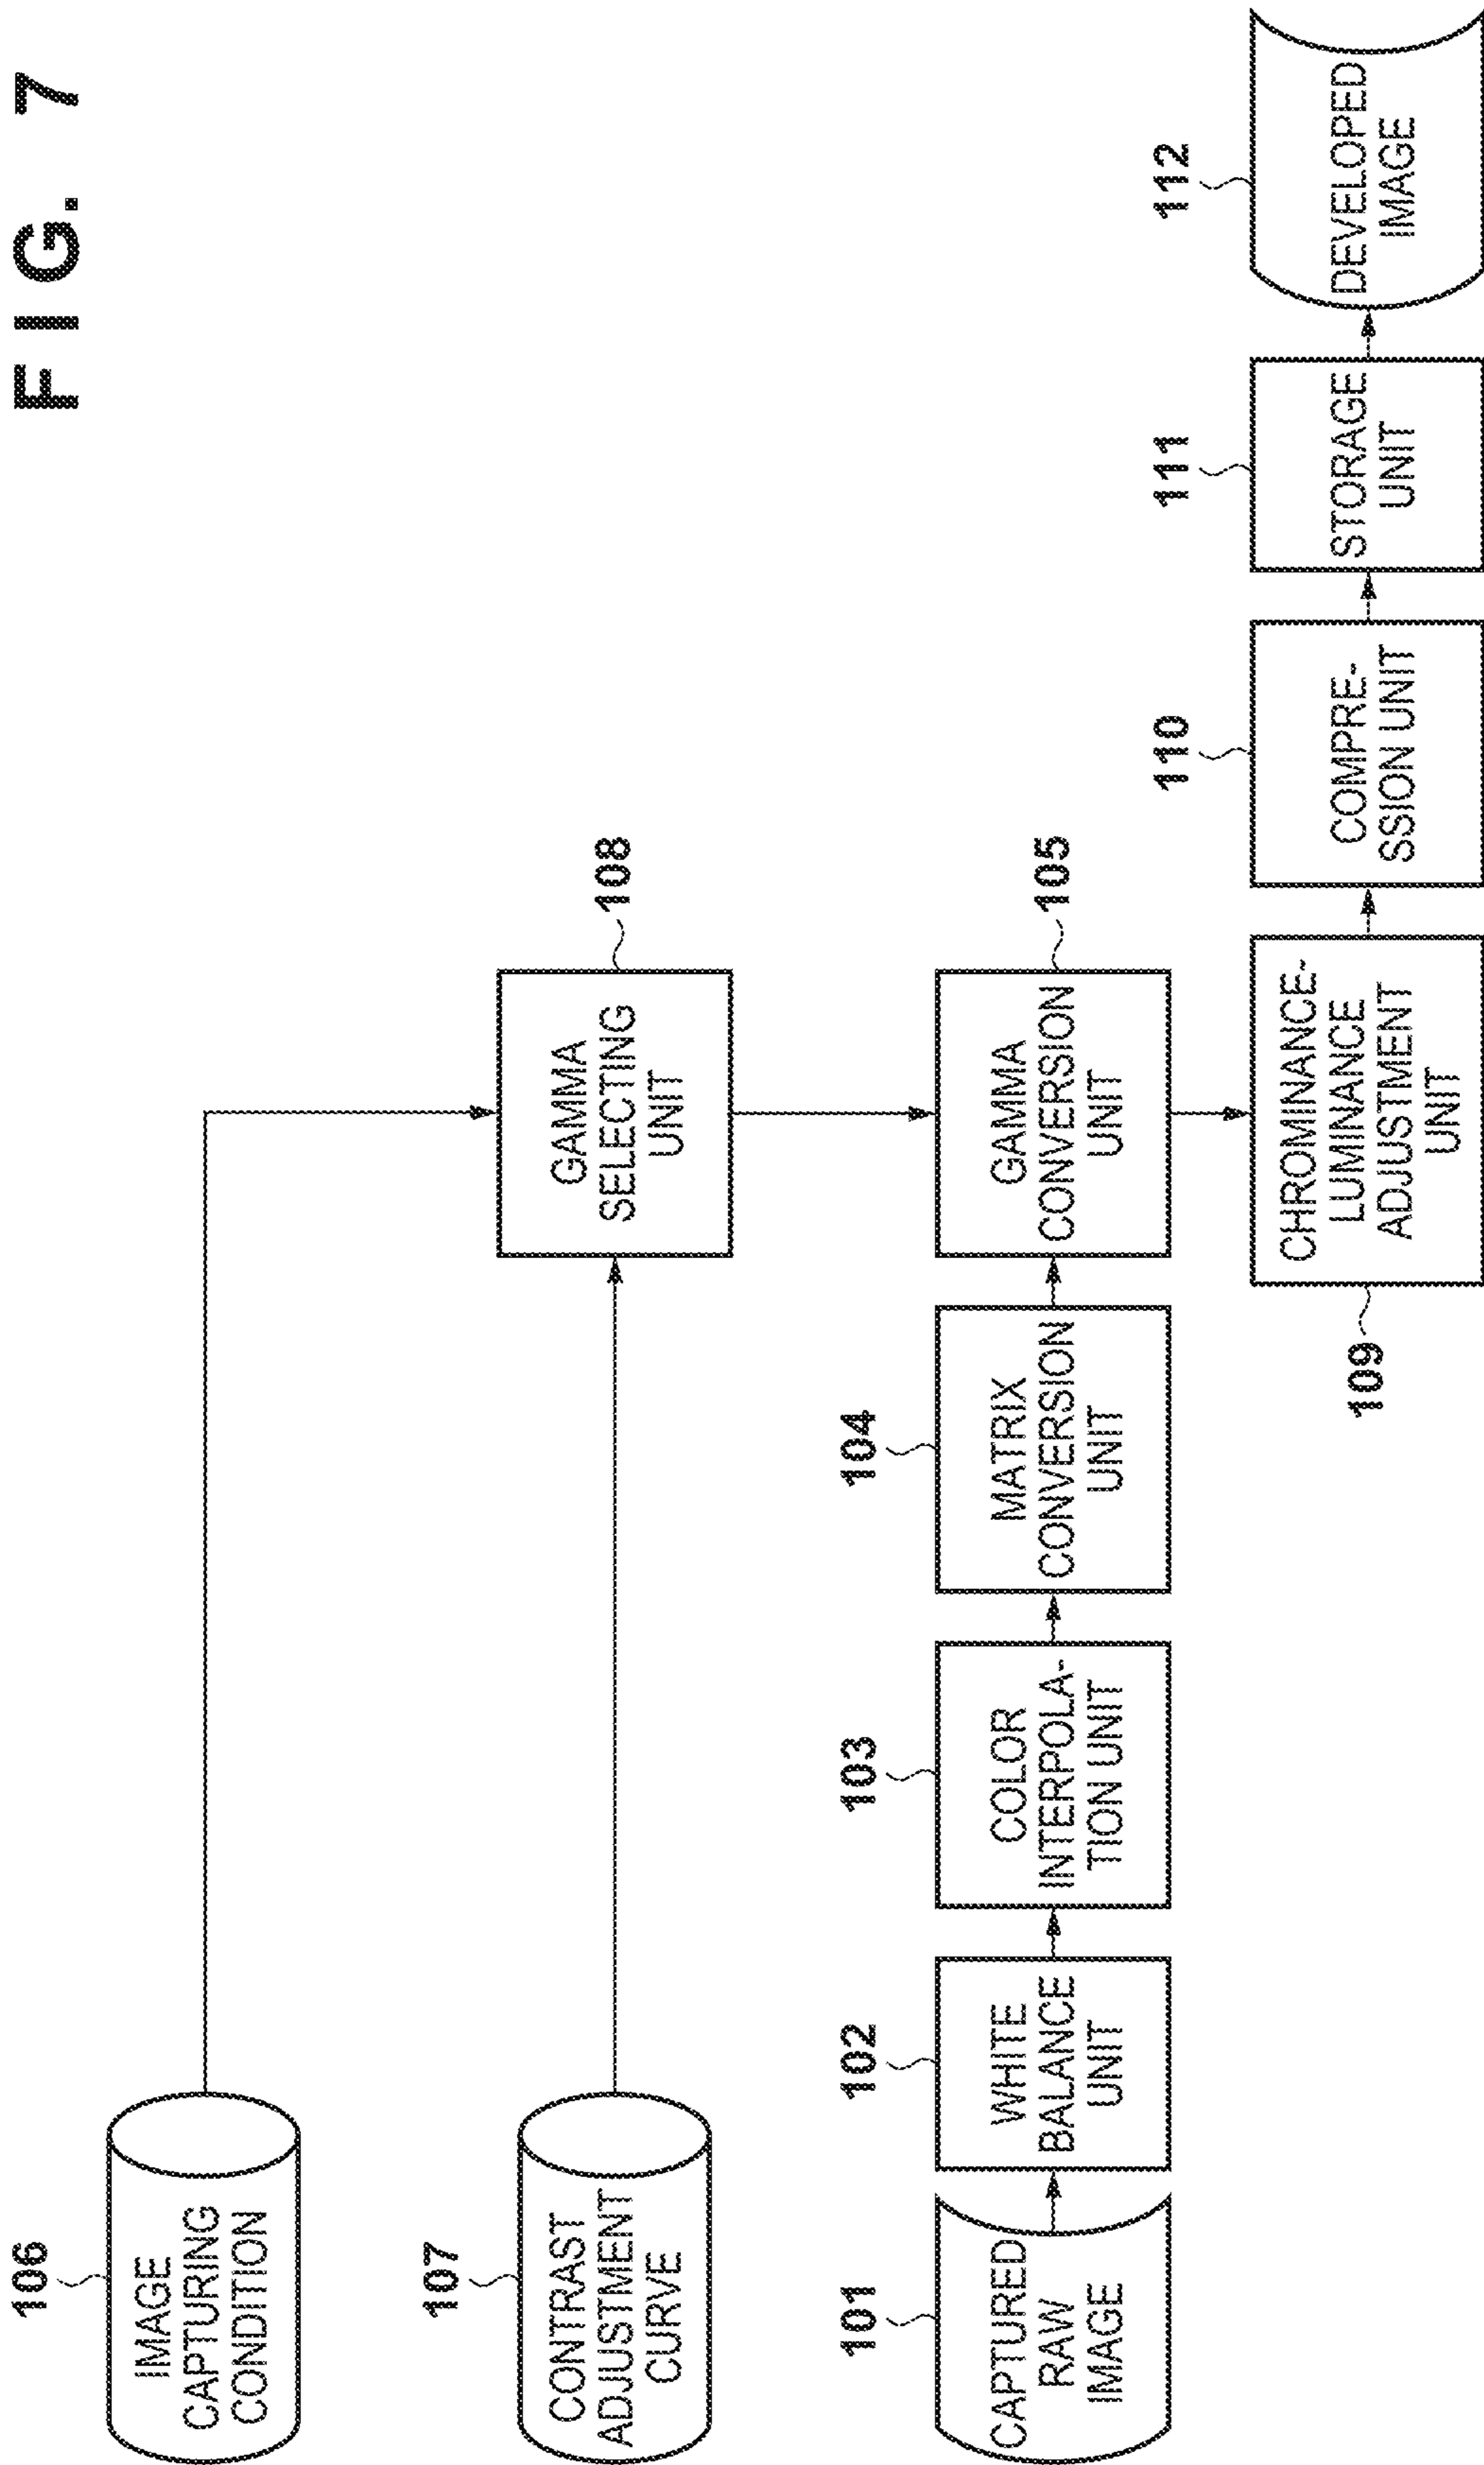 FIG. 7
106
IMAGE
CAPTURING
CONDITION
107
CONTRAST
ADJUSTMENT
CURVE
108
GAMMA
SELECTING
UNIT
101
CAPTURED
RAW
IMAGE
102
WHITE
BALANCE
UNIT
103
COLOR
INTERPOLA-
TION UNIT
104
MATRIX
CONVERSION
UNIT
105
GAMMA
CONVERSION
UNIT
109
CHROMINANCE-
LUMINANCE
ADJUSTMENT
UNIT
110
COMPRE-
SSION UNIT
111
STORAGE
UNIT
112
DEVELOPED
IMAGE